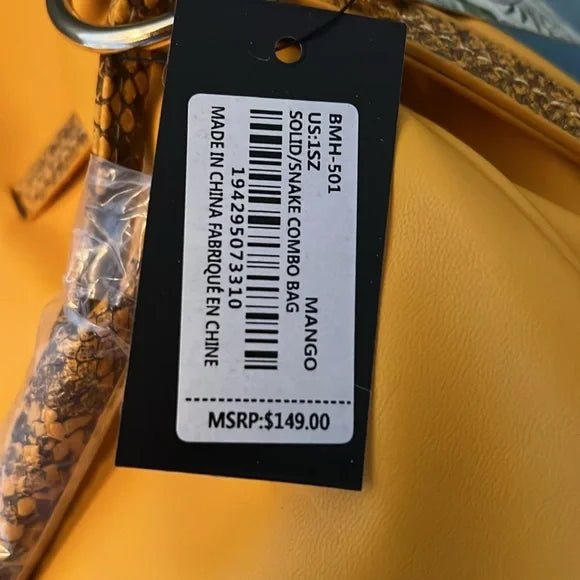 BMH-501
US:1SZ MANGO
SOLID/SNAKE COMBO BAG
194295073310
MADE IN CHINA FABRIQUÉ EN CHINE
MSRP:$149.00